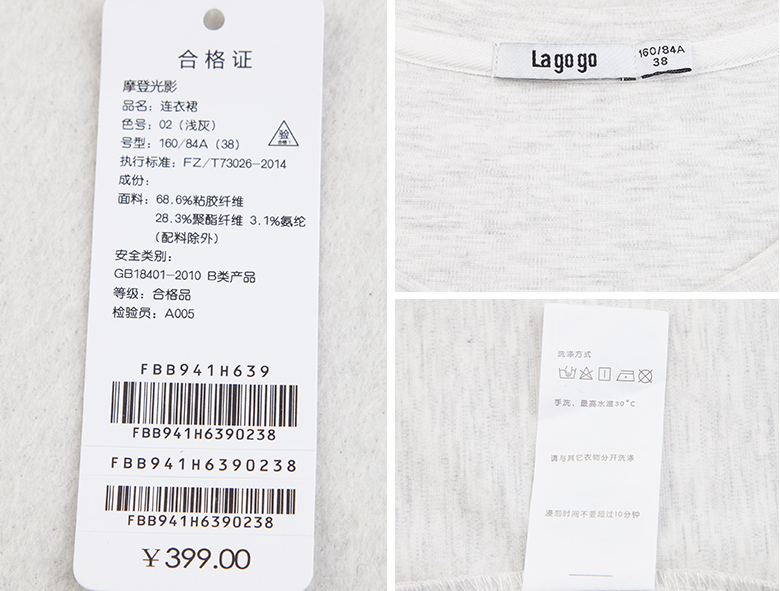 合格证
摩登光影
品名：连衣裙
色号：02（浅灰）
验
合格！
号型：160/84A（38）
执行标准：FZ/T73026-2014
成份：
面料：68.6%粘胶纤维
28.3%聚酯纤维 3.1%氨纶
（配料除外）
安全类别：
GB18401-2010 B类产品
等级：合格品
检验员：A005
FBB941H639
FBB941H6390238
FBB941H6390238
FBB941H6390238
￥399.00
Lagogo
160/84A
38
洗涤方式
手洗，最高水温30°C
请与其它衣物分开洗涤
浸泡时间不要超过10分钟